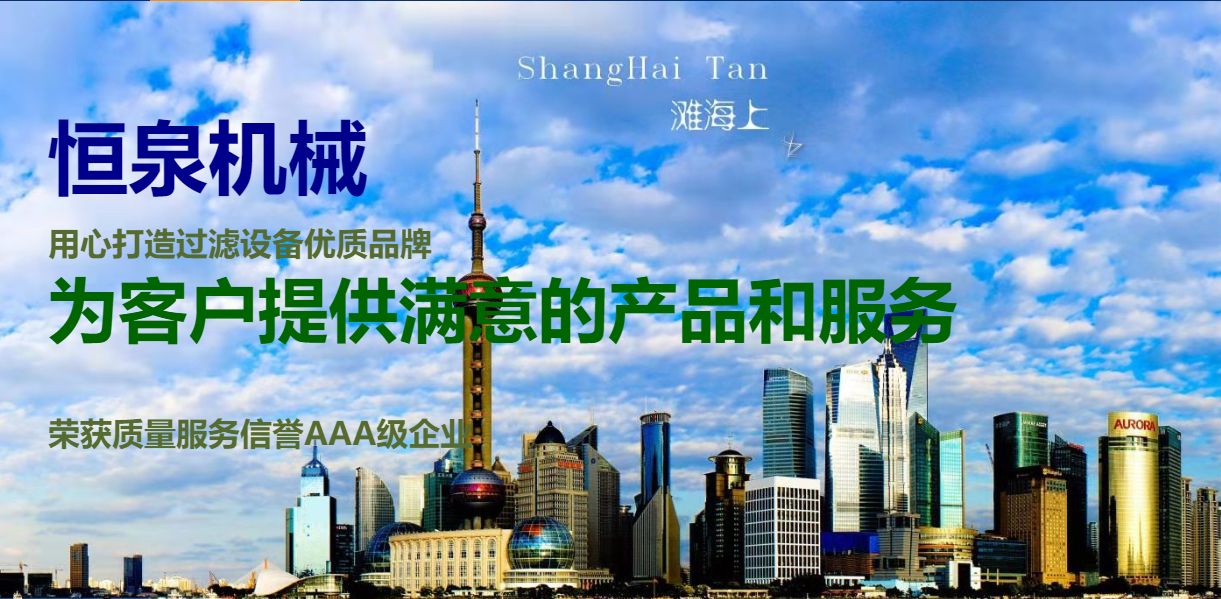 ShangHai Tan
滩海上
恒泉机械
用心打造过滤设备优质品牌
为客户提供满意的产品和服务
荣获质量服务信誉AAA级企业
AURORA